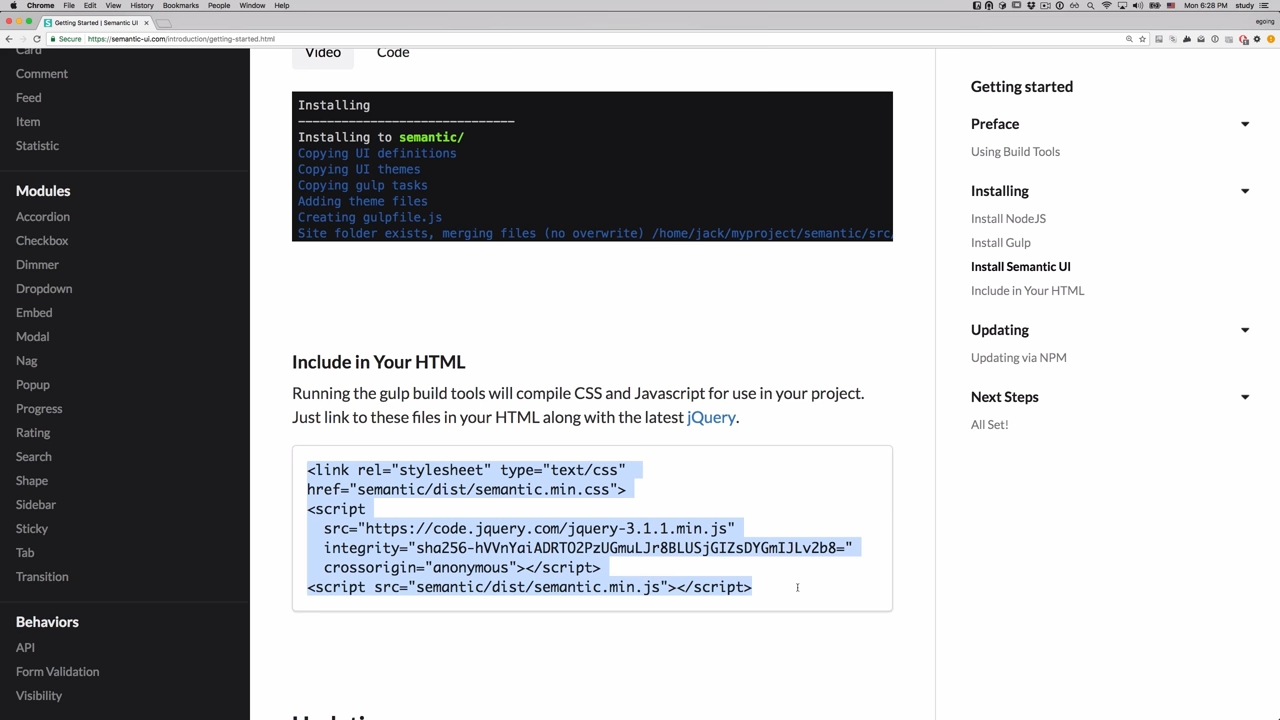 Chrome File Edit View History Bookmarks People Window Help
Mon 6:28 PM study
Getting Started | Semantic UI
egoing
Secure https://semantic-ui.com/introduction/getting-started.html
Card
Comment
Feed
Item
Statistic
Modules
Accordion
Checkbox
Dimmer
Dropdown
Embed
Modal
Nag
Popup
Progress
Rating
Search
Shape
Sidebar
Sticky
Tab
Transition
Behaviors
API
Form Validation
Visibility
Video Code
Installing
------------------------------
Installing to semantic/
Copying UI definitions
Copying UI themes
Copying gulp tasks
Adding theme files
Creating gulpfile.js
Site folder exists, merging files (no overwrite) /home/jack/myproject/semantic/src/
Include in Your HTML
Running the gulp build tools will compile CSS and Javascript for use in your project.
Just link to these files in your HTML along with the latest jQuery.
<link rel="stylesheet" type="text/css"
href="semantic/dist/semantic.min.css">
<script
src="https://code.jquery.com/jquery-3.1.1.min.js"
integrity="sha256-hVVnYaiADRTO2PzUGmuLJr8BLUSjGIZsDYGmIJLv2b8="
crossorigin="anonymous"></script>
<script src="semantic/dist/semantic.min.js"></script>
Getting started
Preface
Using Build Tools
Installing
Install NodeJS
Install Gulp
Install Semantic UI
Include in Your HTML
Updating
Updating via NPM
Next Steps
All Set!